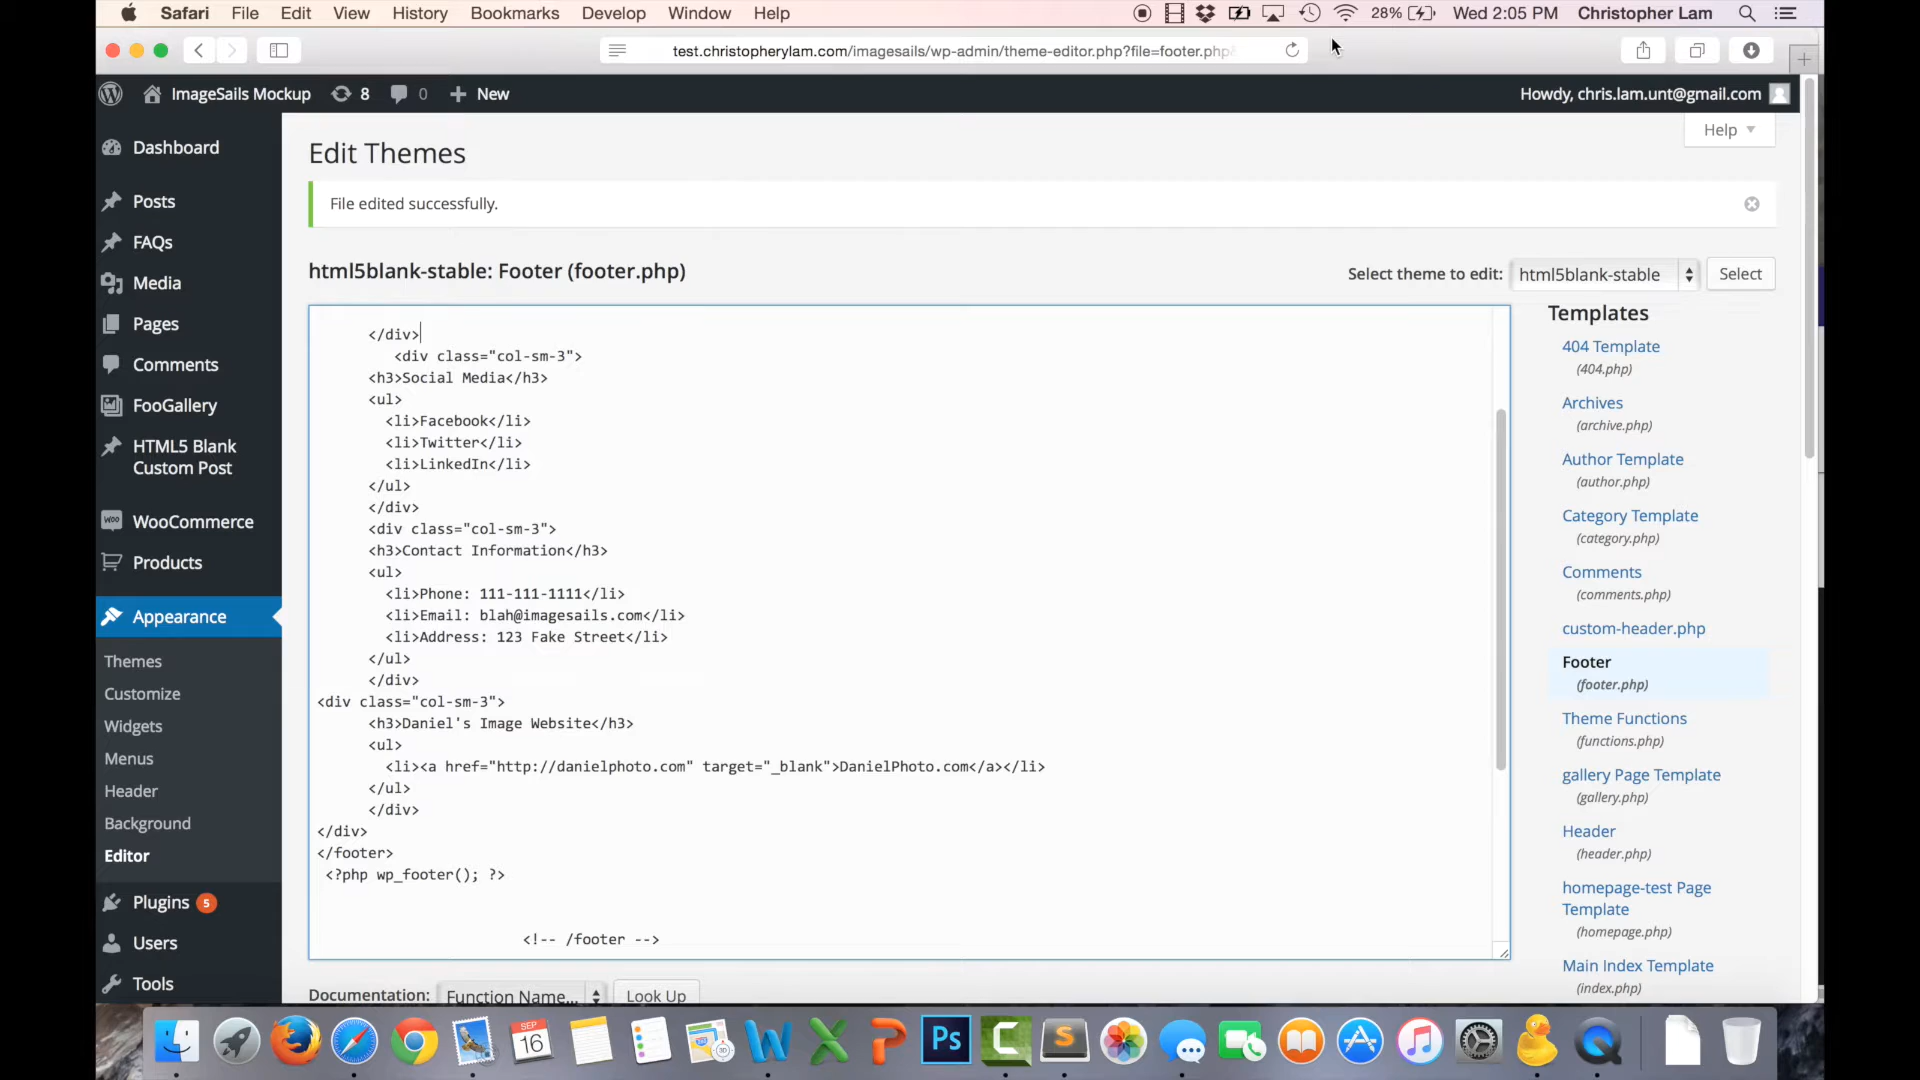 Safari File Edit View History Bookmarks Develop Window Help 28% Wed 2:05 PM Christopher Lam
test.christopherylam.com/imagesails/wp-admin/theme-editor.php?file=footer.php
ImageSails Mockup 8 0 New Howdy, chris.lam.unt@gmail.com
Help
Dashboard
Posts
FAQs
Media
Pages
Comments
FooGallery
HTML5 Blank
Custom Post
WooCommerce
Products
Appearance
Themes
Customize
Widgets
Menus
Header
Background
Editor
Plugins 5
Users
Tools
Edit Themes
File edited successfully.
html5blank-stable: Footer (footer.php)
Select theme to edit: html5blank-stable Select
</div>
<div class="col-sm-3">
<h3>Social Media</h3>
<ul>
<li>Facebook</li>
<li>Twitter</li>
<li>LinkedIn</li>
</ul>
</div>
<div class="col-sm-3">
<h3>Contact Information</h3>
<ul>
<li>Phone: 111-111-1111</li>
<li>Email: blah@imagesails.com</li>
<li>Address: 123 Fake Street</li>
</ul>
</div>
<div class="col-sm-3">
<h3>Daniel's Image Website</h3>
<ul>
<li><a href="http://danielphoto.com" target="_blank">DanielPhoto.com</a></li>
</ul>
</div>
</div>
</footer>
<?php wp_footer(); ?>
<!-- /footer -->
Documentation: Function Name... Look Up
Templates
404 Template
(404.php)
Archives
(archive.php)
Author Template
(author.php)
Category Template
(category.php)
Comments
(comments.php)
custom-header.php
Footer
(footer.php)
Theme Functions
(functions.php)
gallery Page Template
(gallery.php)
Header
(header.php)
homepage-test Page
Template
(homepage.php)
Main Index Template
(index.php)
SEP
16
Ps